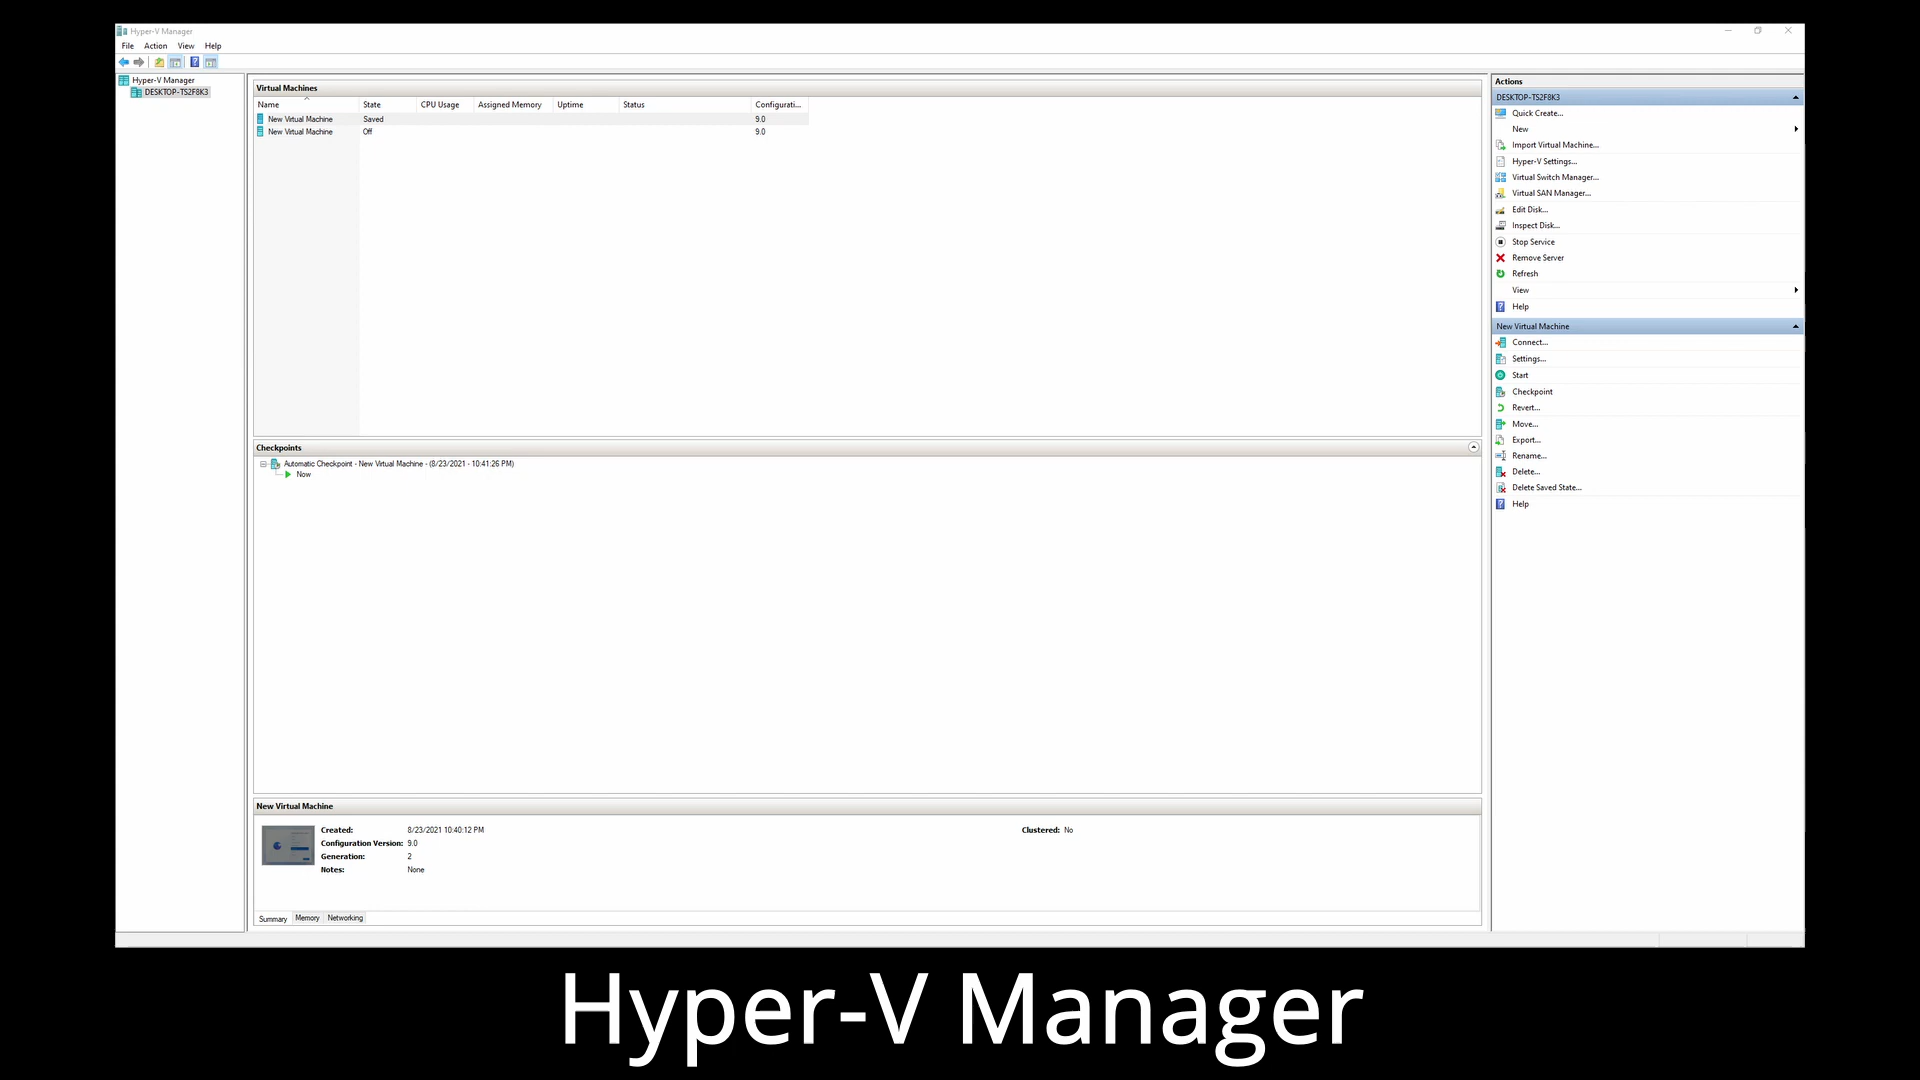 Hyper-V Manager
File Action View Help
Hyper-V Manager
DESKTOP-TS2F8K3
Virtual Machines
Name State CPU Usage Assigned Memory Uptime Status Configurati...
New Virtual Machine Saved 9.0
New Virtual Machine Off 9.0
Checkpoints
Automatic Checkpoint - New Virtual Machine - (8/23/2021 - 10:41:26 PM)
Now
New Virtual Machine
Created: 8/23/2021 10:40:12 PM Clustered: No
Configuration Version: 9.0
Generation: 2
Notes: None
Summary Memory Networking
Actions
DESKTOP-TS2F8K3
Quick Create...
New
Import Virtual Machine...
Hyper-V Settings...
Virtual Switch Manager...
Virtual SAN Manager...
Edit Disk...
Inspect Disk...
Stop Service
Remove Server
Refresh
View
Help
New Virtual Machine
Connect...
Settings...
Start
Checkpoint
Revert...
Move...
Export...
Rename...
Delete...
Delete Saved State...
Help
Hyper-V Manager